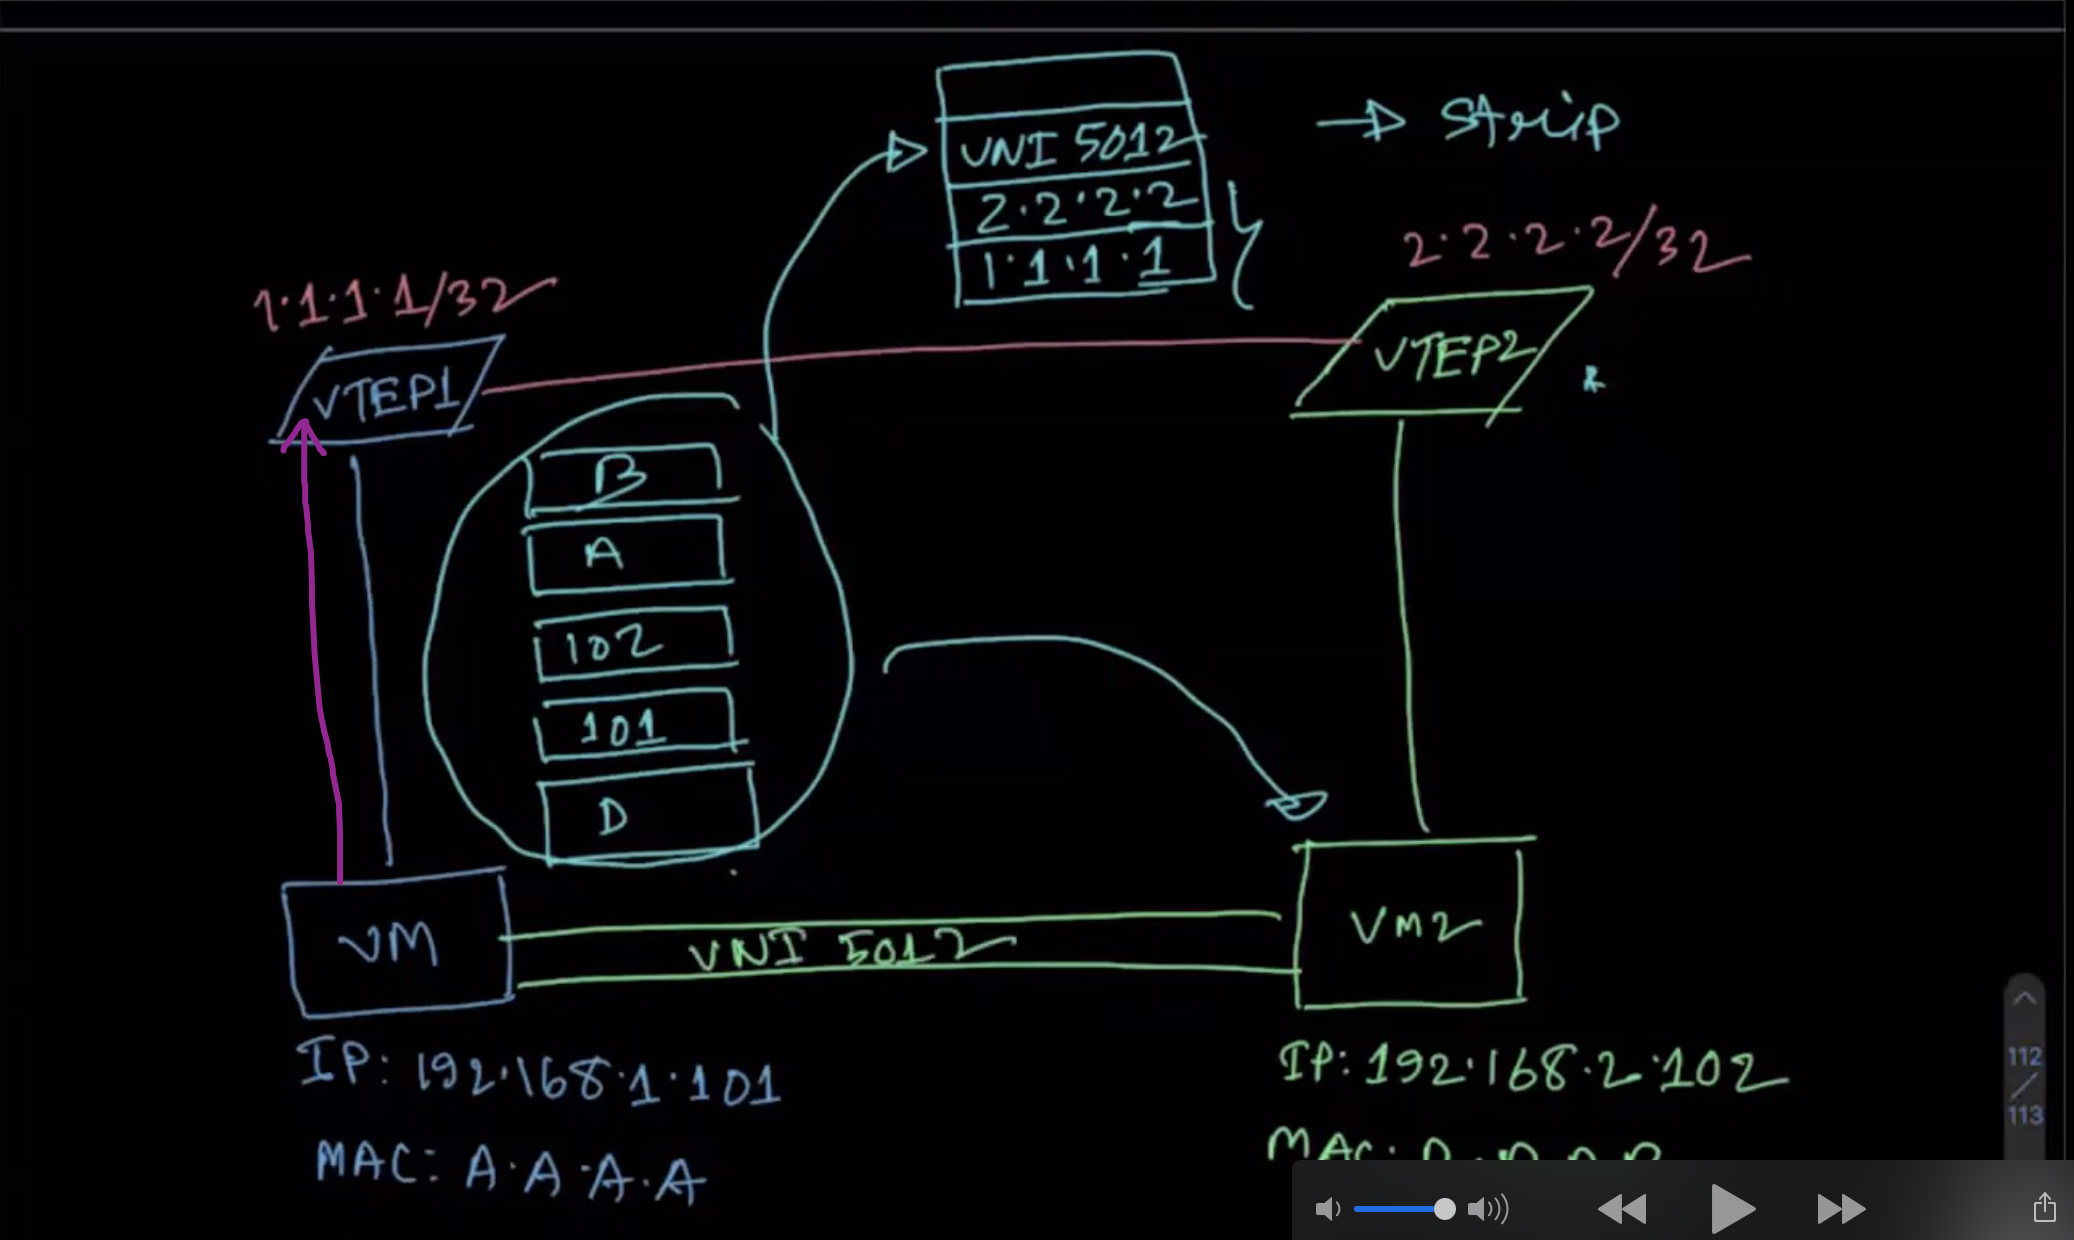 VNI 5012
→ Strip
2.2.2.2
1.1.1.1
2.2.2.2/32
1.1.1.1/32
VTEP1
VTEP2
B
A
102
101
D
VM
VNI 5012
VM2
IP: 192.168.1.101
IP: 192.168.2.102
MAC: A.A.A.A
MAC:
112
/
113